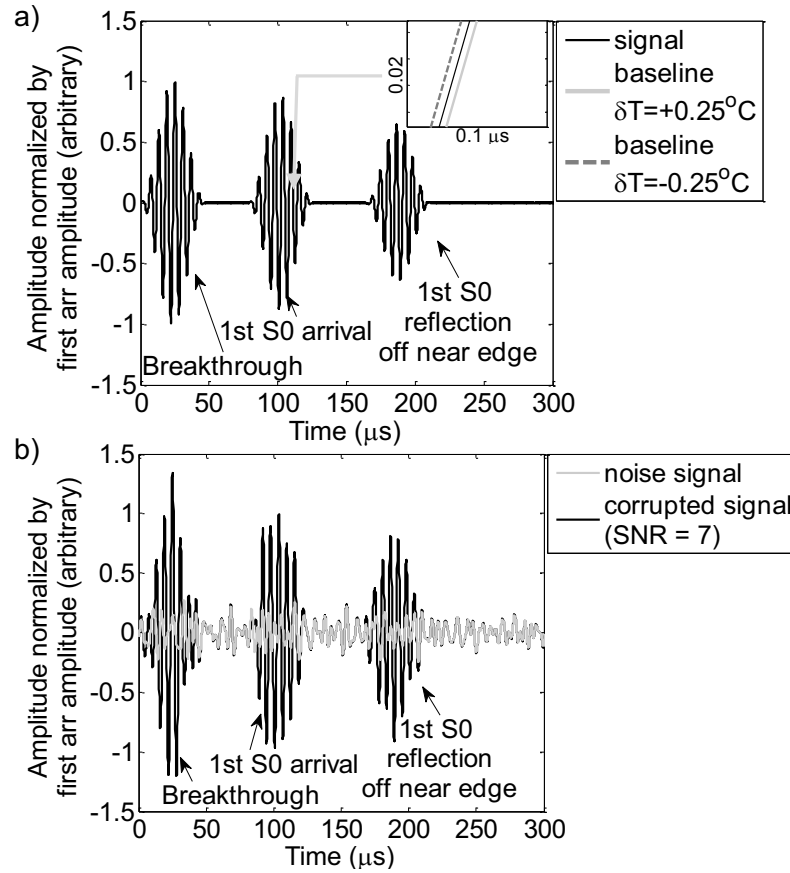 a)
1.5
1
0.5
0
-0.5
-1
-1.5
0 50 100 150 200 250 300
Amplitude normalized by
first arr amplitude (arbitrary)
Time (μs)
0.02
0.1 μs
signal
baseline
δT=+0.25°C
baseline
δT=-0.25°C
1st S0 arrival
Breakthrough
1st S0
reflection
off near edge
b)
1.5
1
0.5
0
-0.5
-1
-1.5
0 50 100 150 200 250 300
Amplitude normalized by
first arr amplitude (arbitrary)
Time (μs)
noise signal
corrupted signal
(SNR = 7)
1st S0 arrival
Breakthrough
1st S0
reflection
off near edge